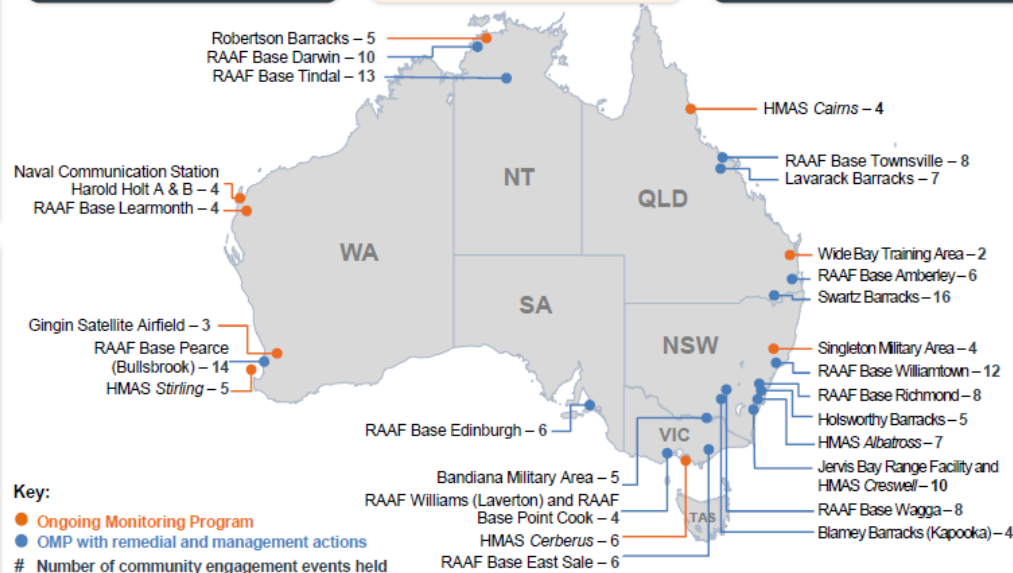 Robertson Barracks – 5
RAAF Base Darwin – 10
RAAF Base Tindal – 13
HMAS Cairns – 4
RAAF Base Townsville – 8
Lavarack Barracks – 7
Naval Communication Station
Harold Holt A & B – 4
RAAF Base Learmonth – 4
NT
QLD
WA
SA
NSW
VIC
TAS
Wide Bay Training Area – 2
RAAF Base Amberley – 6
Swartz Barracks – 16
Gingin Satellite Airfield – 3
RAAF Base Pearce
(Bullsbrook) – 14
HMAS Stirling – 5
Singleton Military Area – 4
RAAF Base Williamtown – 12
RAAF Base Richmond – 8
Holsworthy Barracks – 5
HMAS Albatross – 7
Jervis Bay Range Facility and
HMAS Creswell – 10
RAAF Base Wagga – 8
Blamey Barracks (Kapooka) – 4
RAAF Base Edinburgh – 6
Bandiana Military Area – 5
RAAF Williams (Laverton) and RAAF
Base Point Cook – 4
HMAS Cerberus – 6
RAAF Base East Sale – 6
Key:
Ongoing Monitoring Program
OMP with remedial and management actions
# Number of community engagement events held